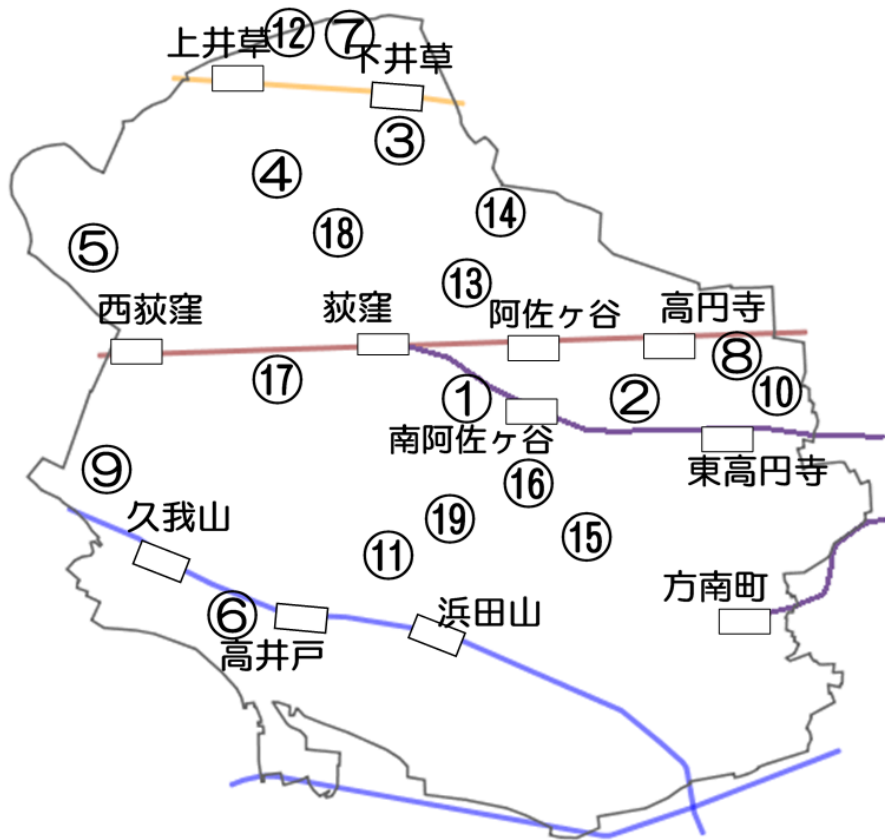 ⑫ ⑦
上井草
下井草
③
④
⑭
⑱
⑤
⑬
西荻窪 荻窪 阿佐ヶ谷 高円寺
⑧
⑰
① ② ⑩
南阿佐ヶ谷
東高円寺
⑨
⑯
久我山
⑲
⑮
⑪
方南町
⑥
浜田山
高井戸